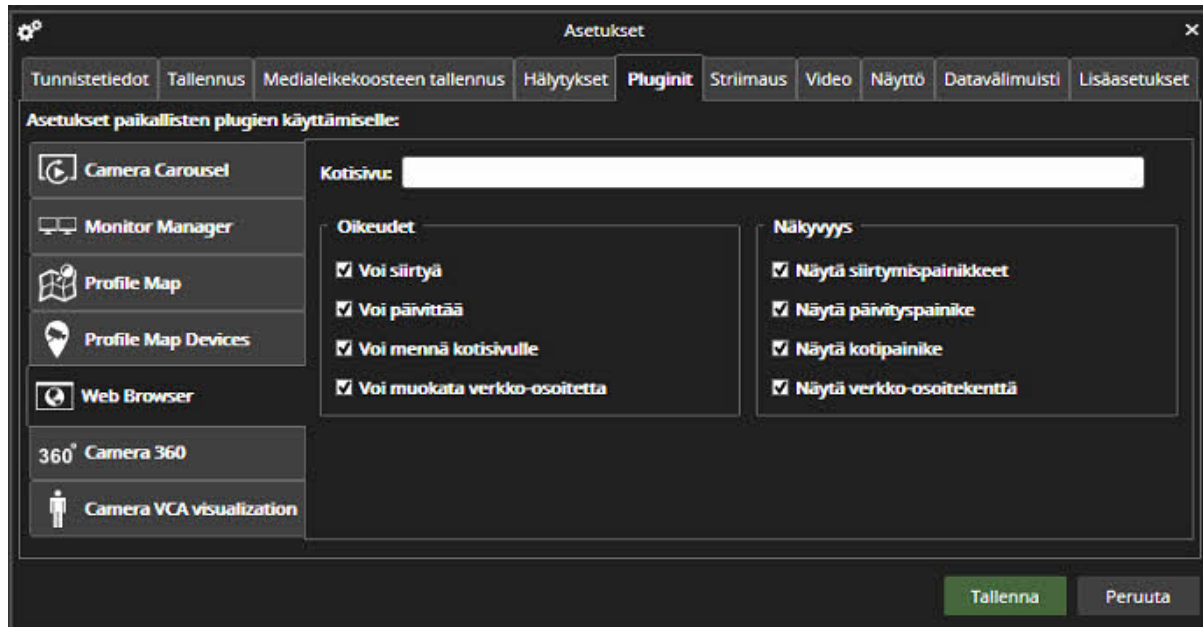 Asetukset
Tunnistetiedot Tallennus Medialeikekoosteen tallennus Hälytykset Pluginit Striimaus Video Näyttö Datavälimuisti Lisäasetukset
Asetukset paikallisten plugien käyttämiselle:
Camera Carousel
Monitor Manager
Profile Map
Profile Map Devices
Web Browser
360° Camera 360
Camera VCA visualization
Kotisivu:
Oikeudet
Voi siirtyä
Voi päivittää
Voi mennä kotisivulle
Voi muokata verkko-osoitetta
Näkyvyys
Näytä siirtymispainikkeet
Näytä päivityspainike
Näytä kotipainike
Näytä verkko-osoitekenttä
Tallenna Peruuta